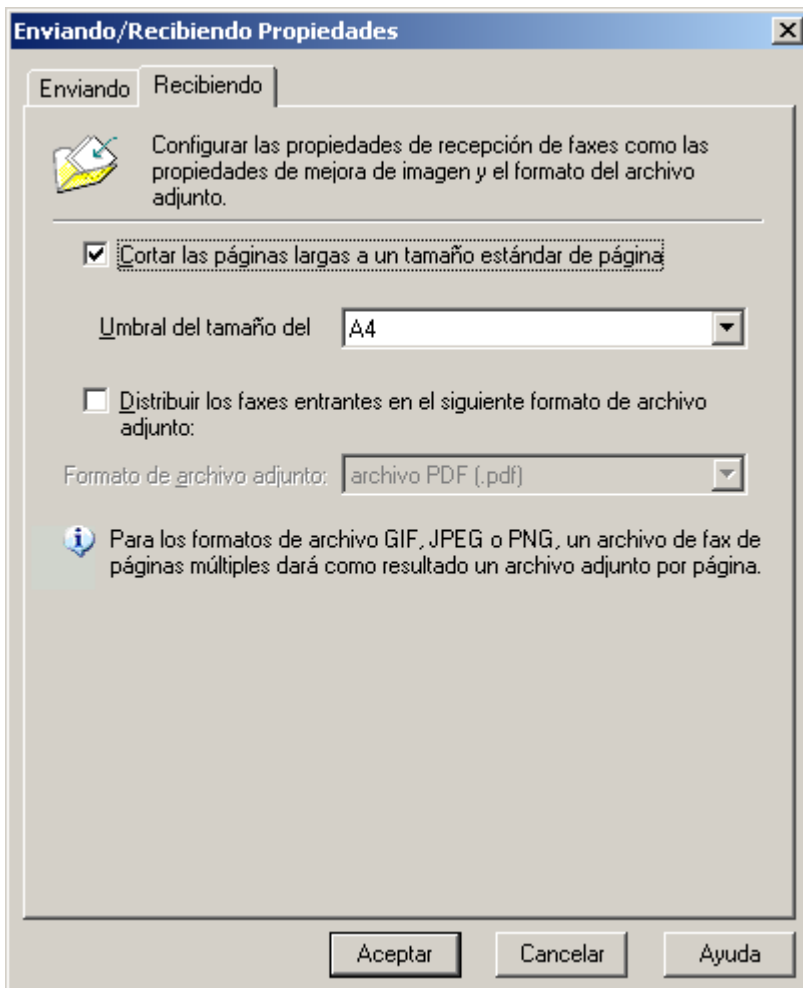 Enviando/Recibiendo Propiedades
Enviando
Recibiendo
Configurar las propiedades de recepción de faxes como las
propiedades de mejora de imagen y el formato del archivo
adjunto.
Cortar las páginas largas a un tamaño estándar de página
Umbral del tamaño del
A4
Distribuir los faxes entrantes en el siguiente formato de archivo
adjunto:
Formato de archivo adjunto:
archivo PDF (.pdf)
Para los formatos de archivo GIF, JPEG o PNG, un archivo de fax de
páginas múltiples dará como resultado un archivo adjunto por página.
Aceptar
Cancelar
Ayuda